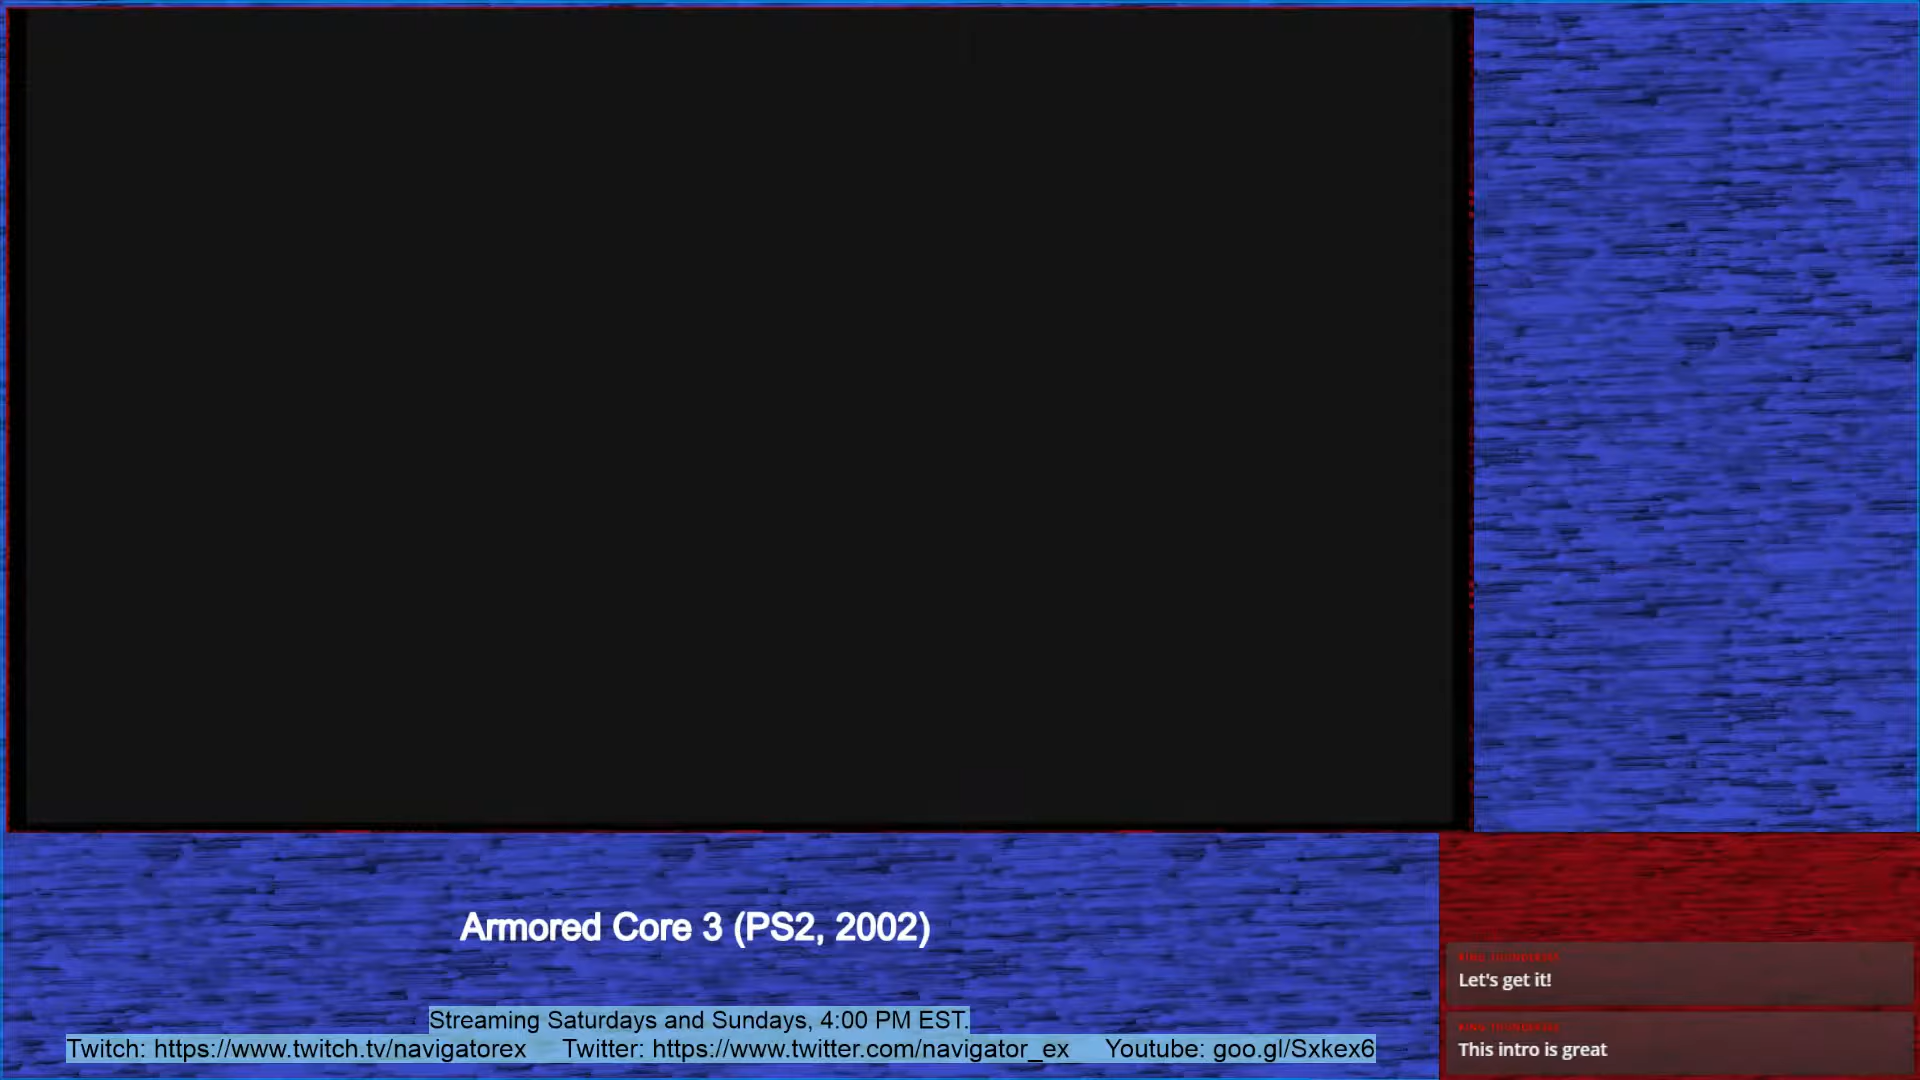 Armored Core 3 (PS2, 2002)
Streaming Saturdays and Sundays, 4:00 PM EST.
Twitch: https://www.twitch.tv/navigatorex Twitter: https://www.twitter.com/navigator_ex Youtube: goo.gl/Sxkex6
Let's get it!
This intro is great